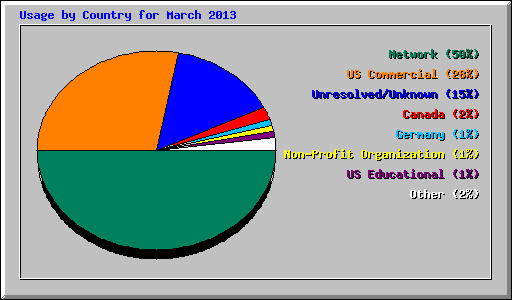 Usage by Country for March 2013
Network (50%)
US Commercial (28%)
Unresolved/Unknown (15%)
Canada (2%)
Germany (1%)
Non-Profit Organization (1%)
US Educational (1%)
Other (2%)